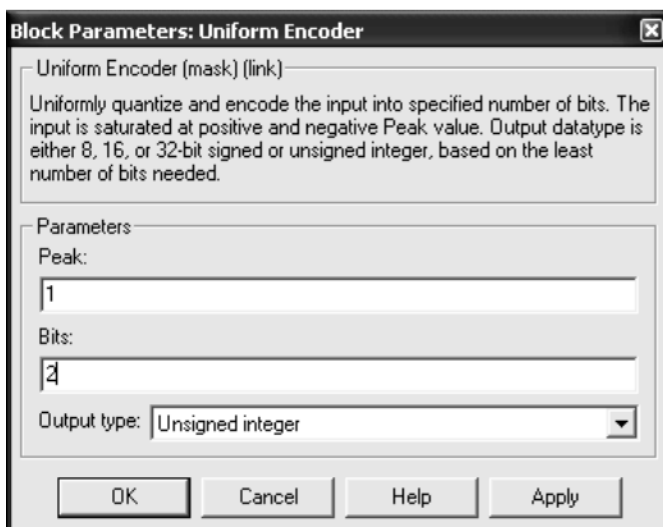 Block Parameters: Uniform Encoder
Uniform Encoder (mask) (link)
Uniformly quantize and encode the input into specified number of bits. The
input is saturated at positive and negative Peak value. Output datatype is
either 8, 16, or 32-bit signed or unsigned integer, based on the least
number of bits needed.
Parameters
Peak:
1
Bits:
2
Output type: Unsigned integer
OK Cancel Help Apply